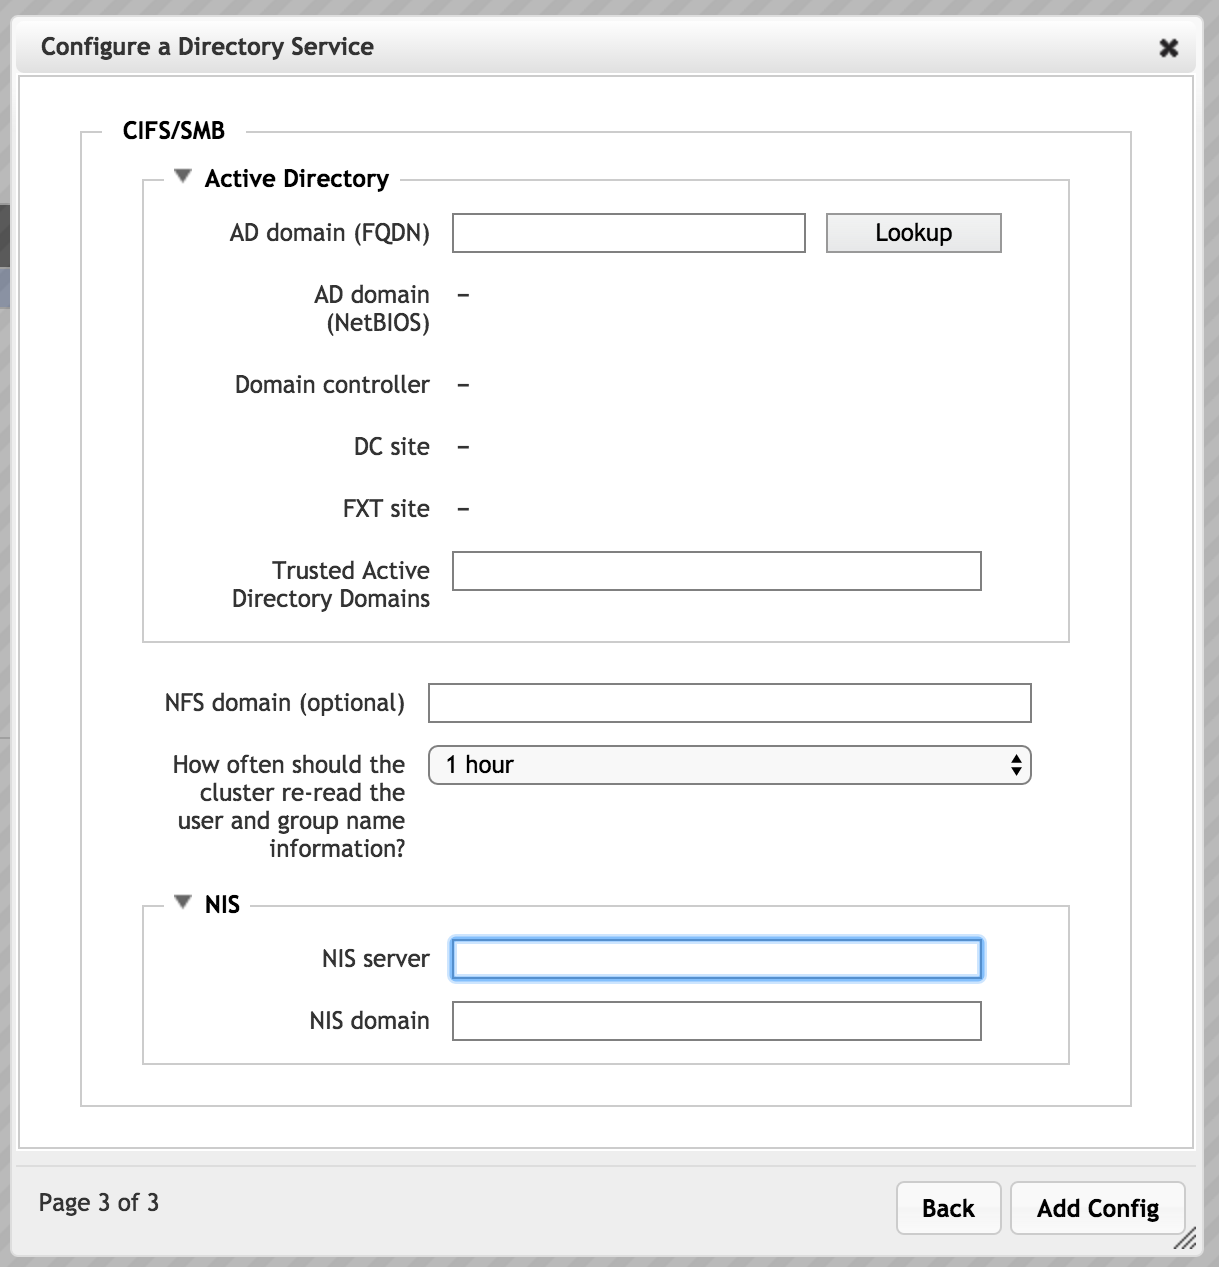 Configure a Directory Service
CIFS/SMB
Active Directory
AD domain (FQDN)
Lookup
AD domain –
(NetBIOS)
Domain controller –
DC site –
FXT site –
Trusted Active
Directory Domains
NFS domain (optional)
How often should the 1 hour
cluster re-read the
user and group name
information?
NIS
NIS server
NIS domain
Page 3 of 3
Back
Add Config